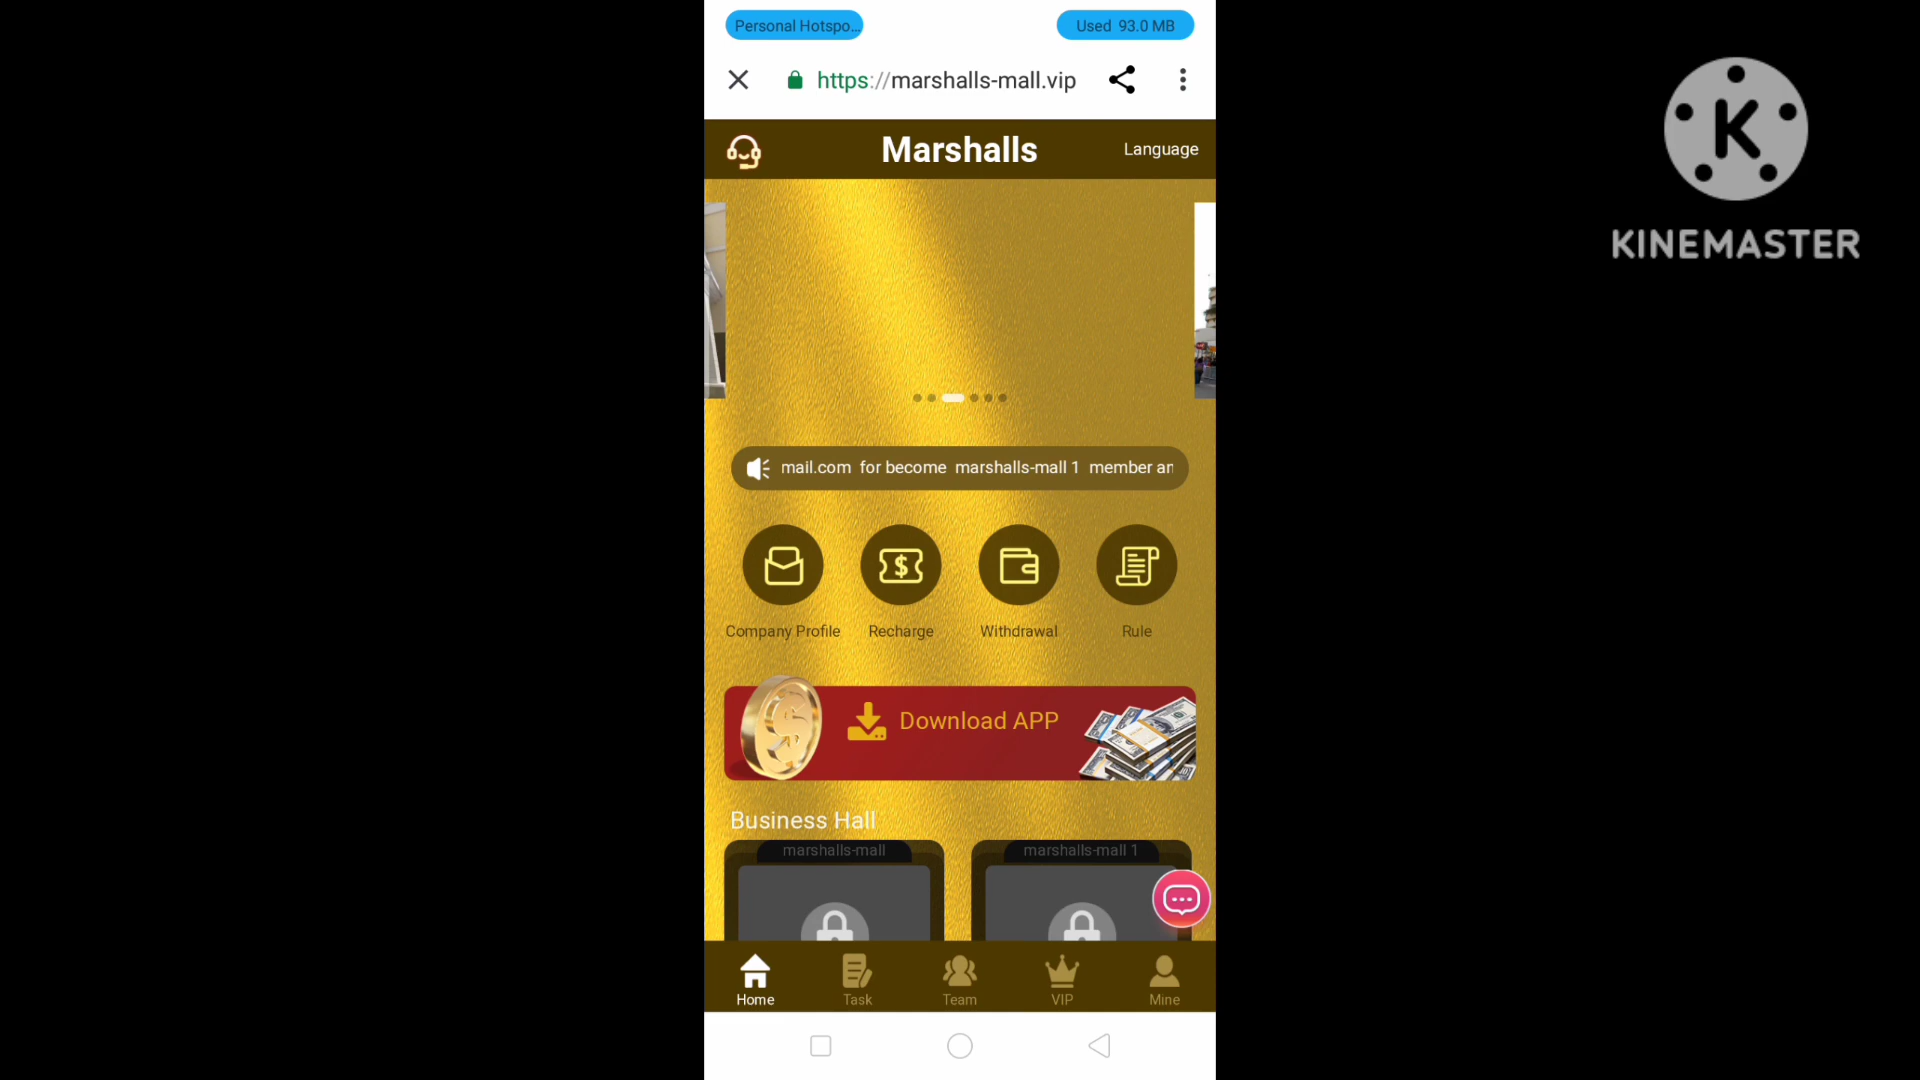 Personal Hotspo...
Used 93.0 MB
https://marshalls-mall.vip
Marshalls
Language
KINEMASTER
mail.com for become marshalls-mall 1 member an
Company Profile
Recharge
Withdrawal
Rule
Download APP
Business Hall
marshalls-mall
marshalls-mall 1
Home
Task
Team
VIP
Mine